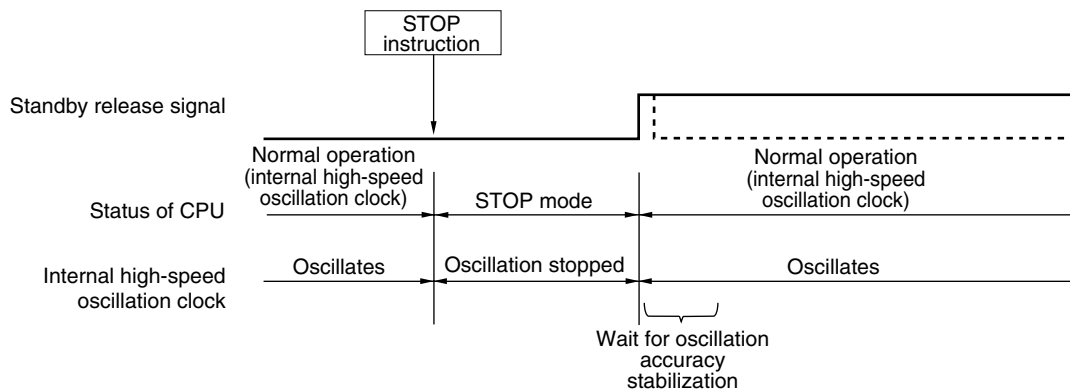 STOP
instruction
Standby release signal
Normal operation
(internal high-speed
oscillation clock)
Normal operation
(internal high-speed
oscillation clock)
Status of CPU
STOP mode
Internal high-speed
oscillation clock
Oscillates
Oscillation stopped
Oscillates
Wait for oscillation
accuracy
stabilization